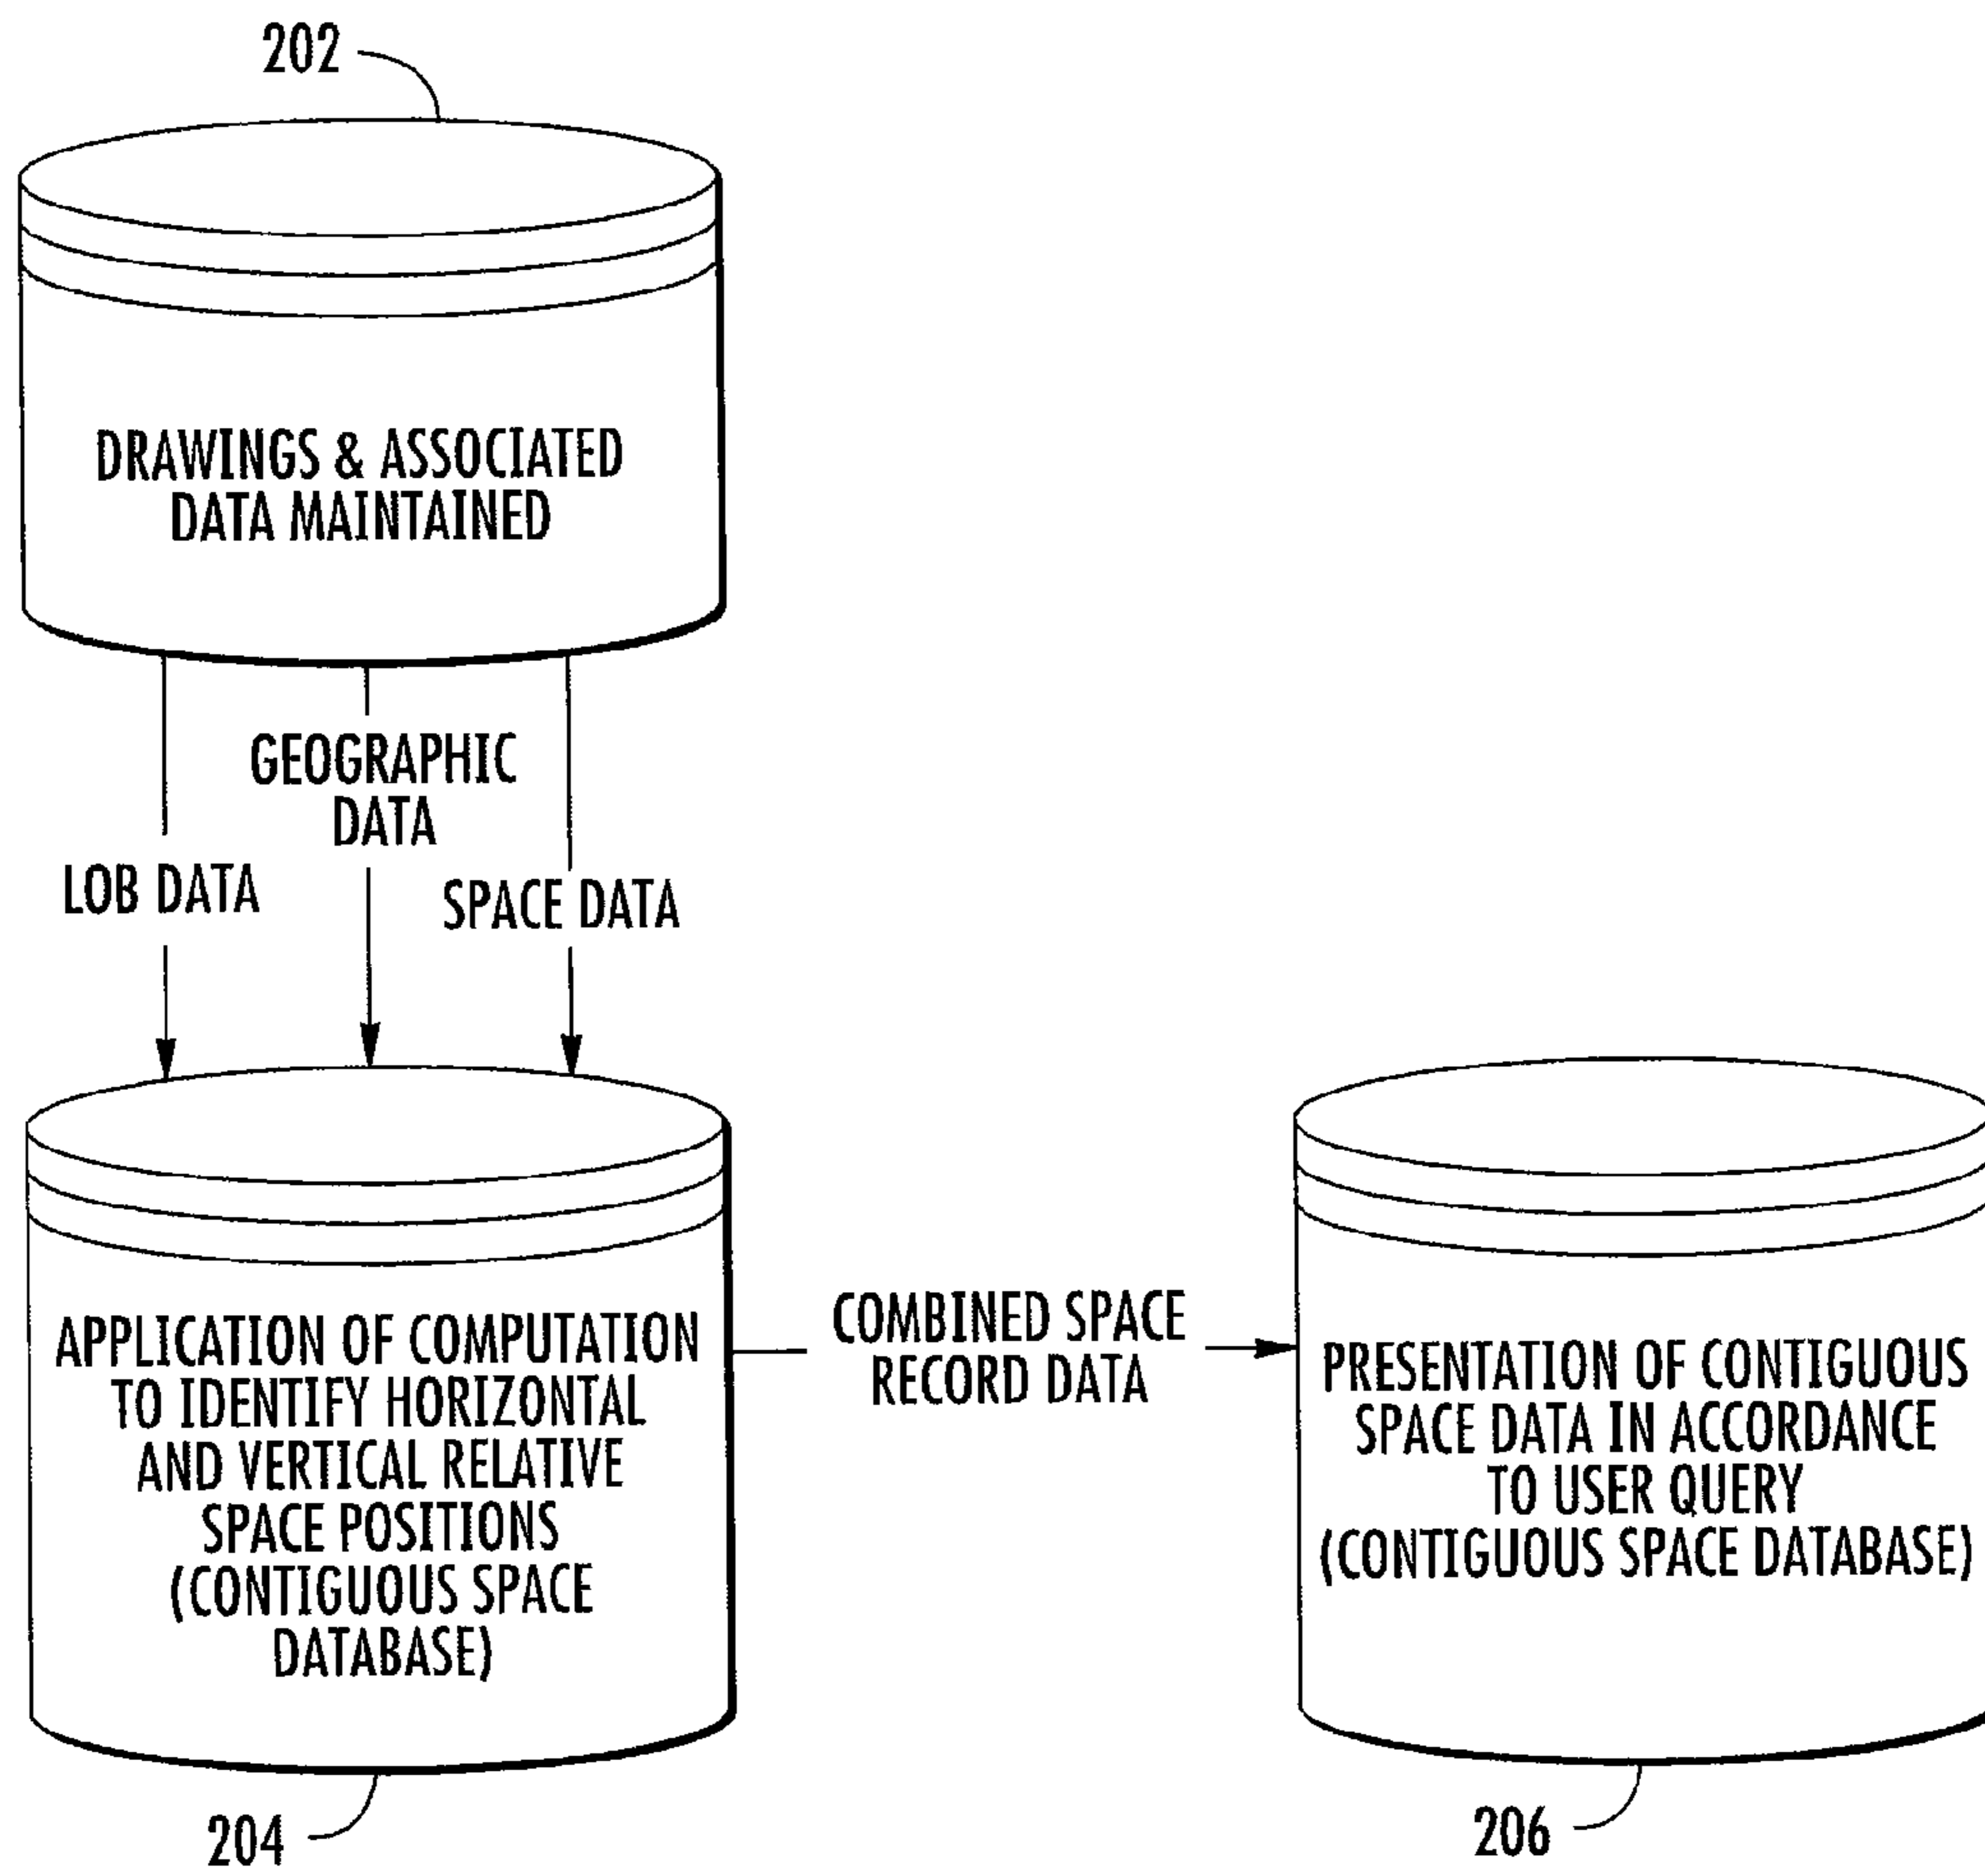 202
DRAWINGS & ASSOCIATED
DATA MAINTAINED
GEOGRAPHIC
DATA
LOB DATA
SPACE DATA
APPLICATION OF COMPUTATION
TO IDENTIFY HORIZONTAL
AND VERTICAL RELATIVE
SPACE POSITIONS
(CONTIGUOUS SPACE
DATABASE)
COMBINED SPACE
RECORD DATA
PRESENTATION OF CONTIGUOUS
SPACE DATA IN ACCORDANCE
TO USER QUERY
(CONTIGUOUS SPACE DATABASE)
204
206